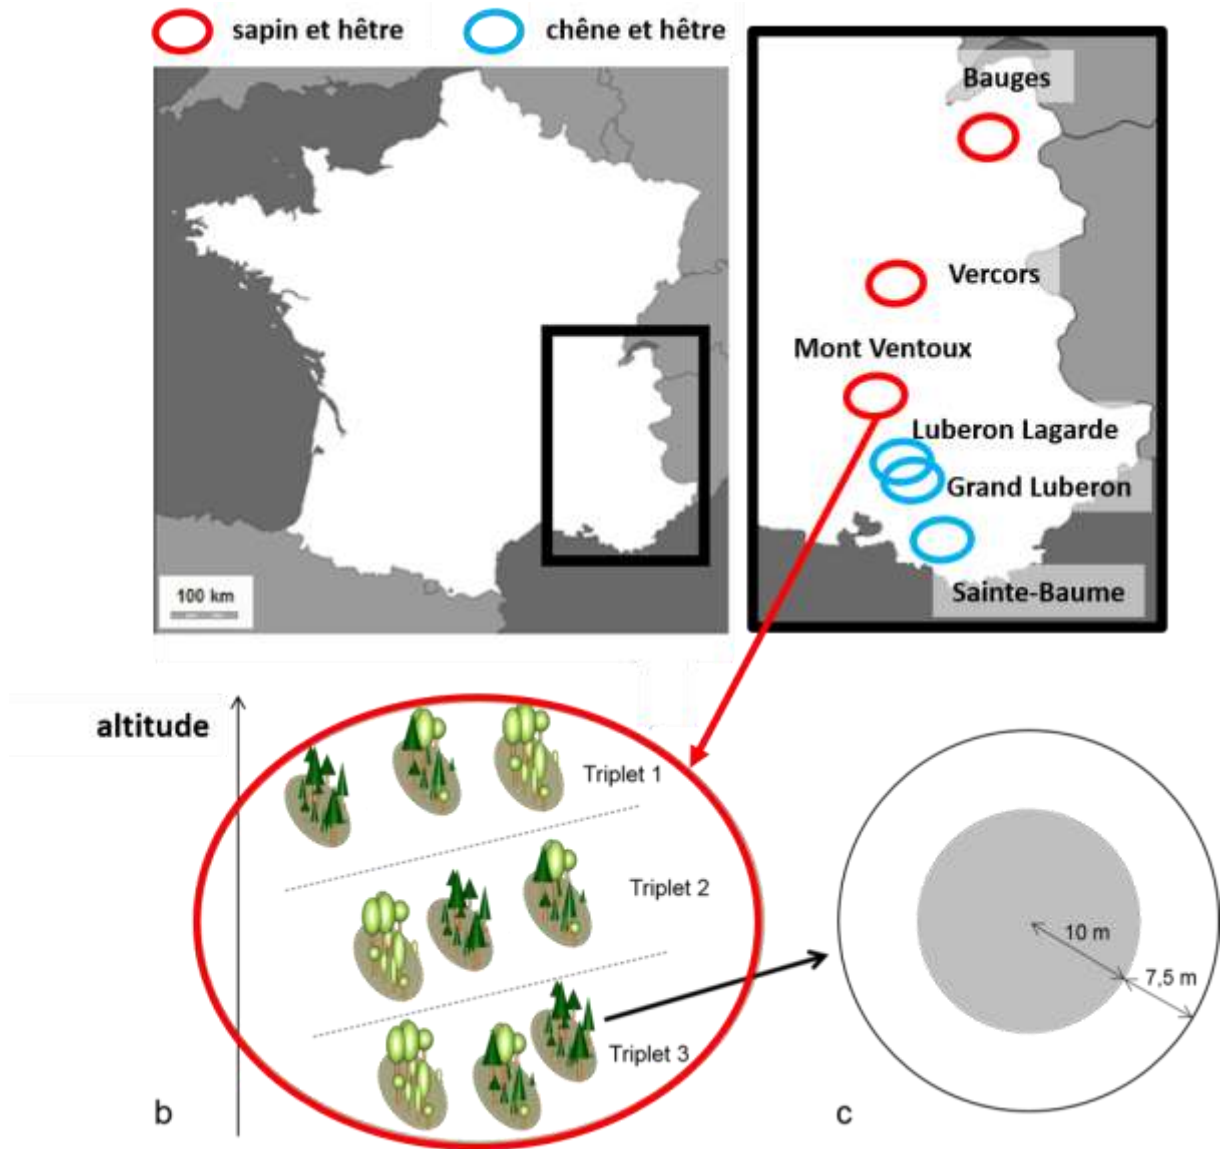 sapin et hêtre
chêne et hêtre
Bauges
Vercors
Mont Ventoux
Luberon Lagarde
Grand Luberon
Sainte-Baume
100 km
altitude
Triplet 1
Triplet 2
Triplet 3
10 m
7,5 m
b
c